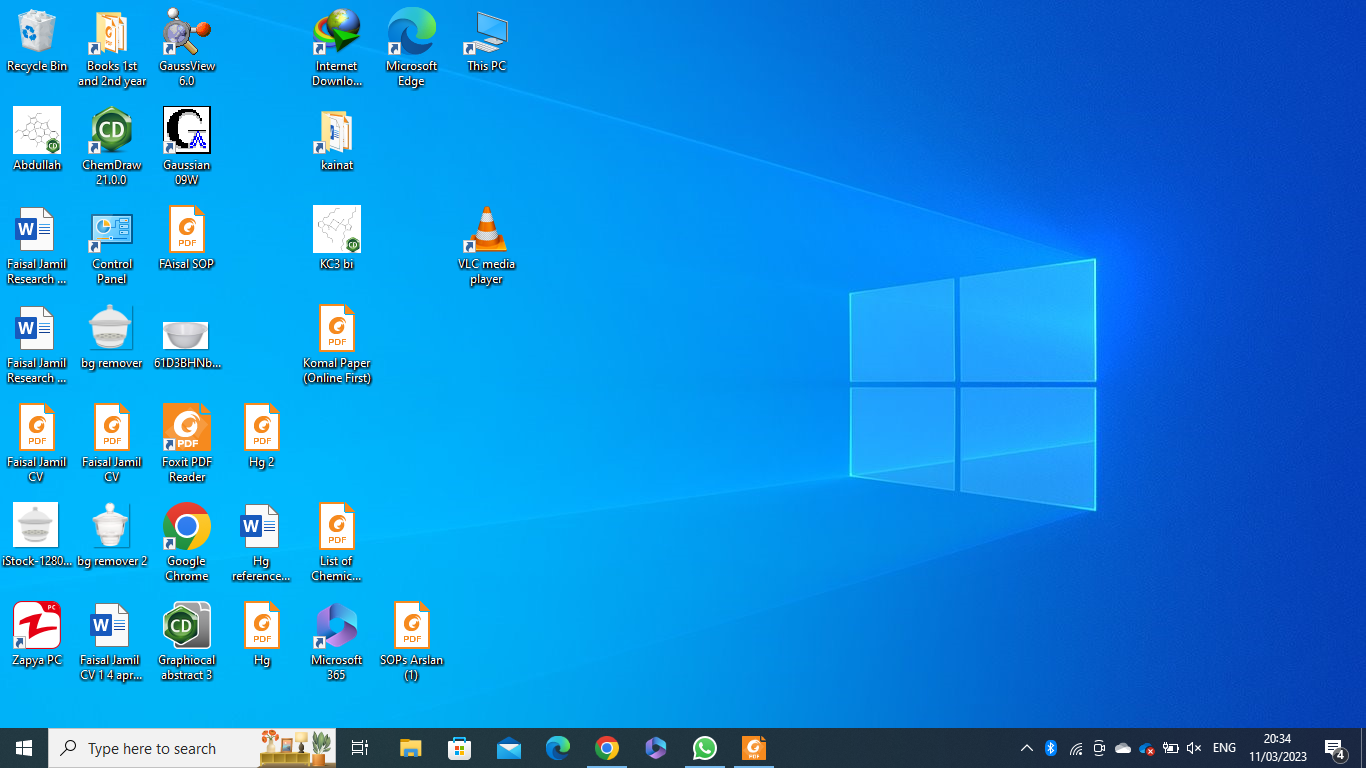 Recycle Bin
Books 1st
and 2nd year
GaussView
6.0
Internet
Downlo...
Microsoft
Edge
This PC
Abdullah
ChemDraw
21.0.0
Gaussian
09W
kainat
Faisal Jamil
Research ...
Control
Panel
FAisal SOP
KC3 bi
VLC media
player
Faisal Jamil
Research ...
bg remover
61D3BHNb...
Komal Paper
(Online First)
Faisal Jamil
CV
Faisal Jamil
CV
Foxit PDF
Reader
Hg 2
iStock-1280...
bg remover 2
Google
Chrome
Hg
reference...
List of
Chemic...
Zapya PC
Faisal Jamil
CV 1 4 apr...
Graphiocal
abstract 3
Hg
Microsoft
365
SOPs Arslan
(1)
Type here to search
ENG
20:34
11/03/2023
4